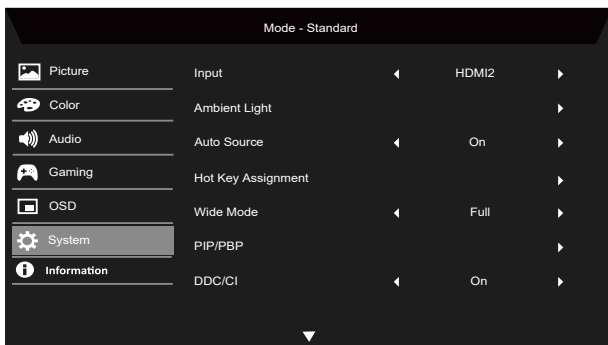 Mode - Standard
Picture
Color
Audio
Gaming
OSD
System
Information
Input HDMI2
Ambient Light
Auto Source On
Hot Key Assignment
Wide Mode Full
PIP/PBP
DDC/CI On